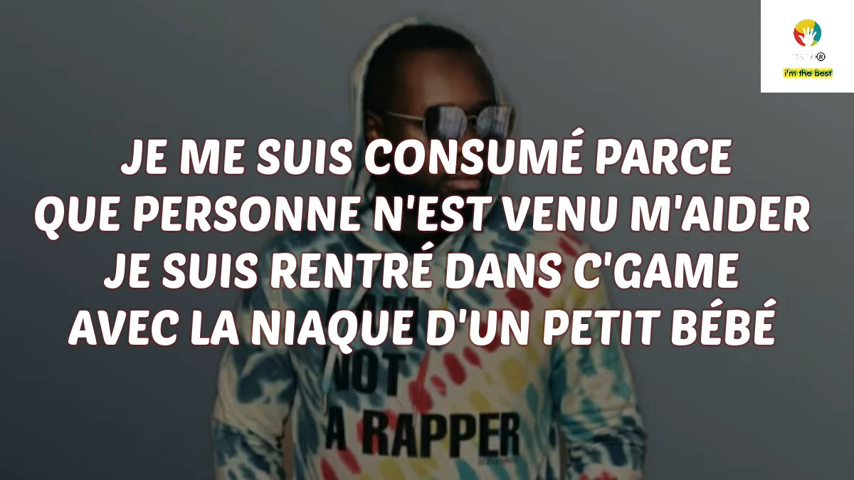 i'm the best
JE ME SUIS CONSUMÉ PARCE
QUE PERSONNE N'EST VENU M'AIDER
JE SUIS RENTRÉ DANS C'GAME
AVEC LA NIAQUE D'UN PETIT BÉBÉ
NOT
A RAPPER